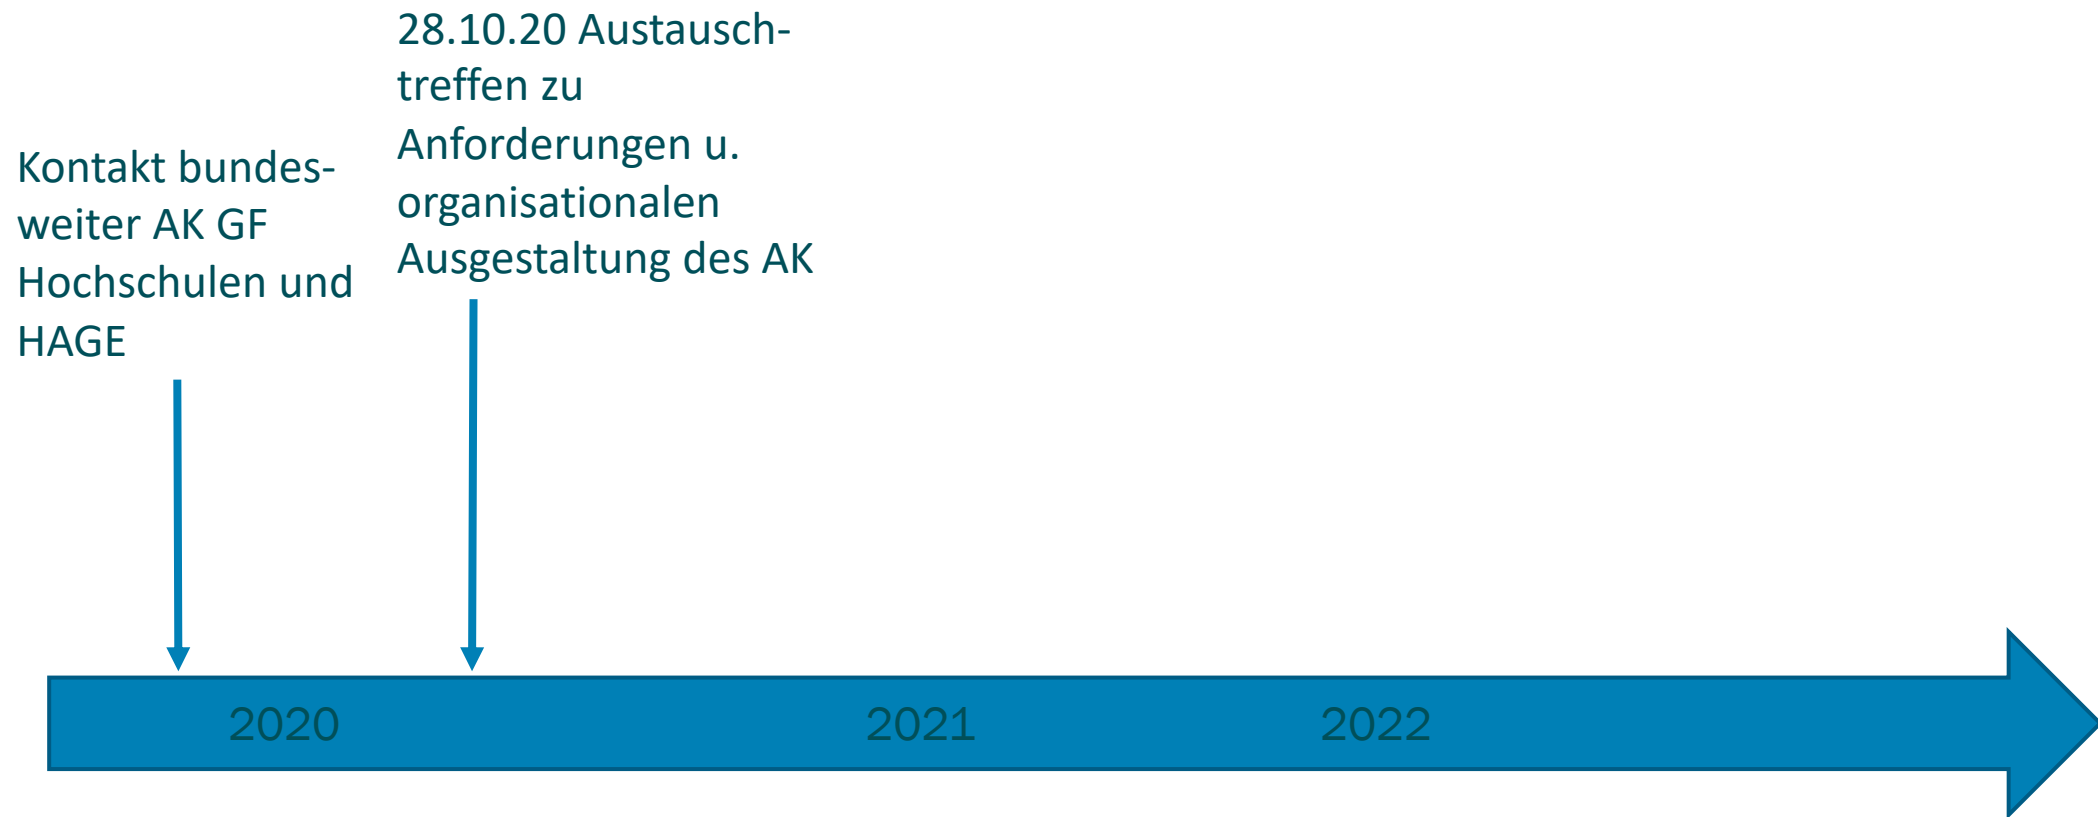 Kontakt bundes-
weiter AK GF
Hochschulen und
HAGE
28.10.20 Austausch-
treffen zu
Anforderungen u.
organisationalen
Ausgestaltung des AK
2020
2021
2022